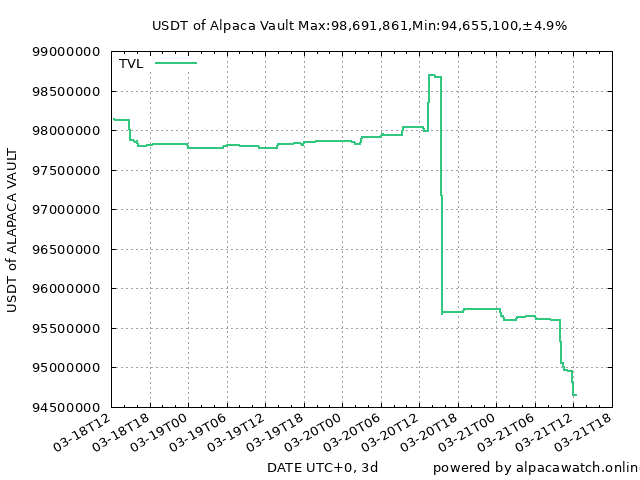 USDT of Alpaca Vault Max:98,691,861,Min:94,655,100,±4.9%
TVL
99000000
98500000
98000000
97500000
97000000
96500000
96000000
95500000
95000000
94500000
USDT of ALAPACA VAULT
03-18T12
03-18T18
03-19T00
03-19T06
03-19T12
03-19T18
03-20T00
03-20T06
03-20T12
03-20T18
03-21T00
03-21T06
03-21T12
03-21T18
DATE UTC+0, 3d
powered by alpacawatch.onlin